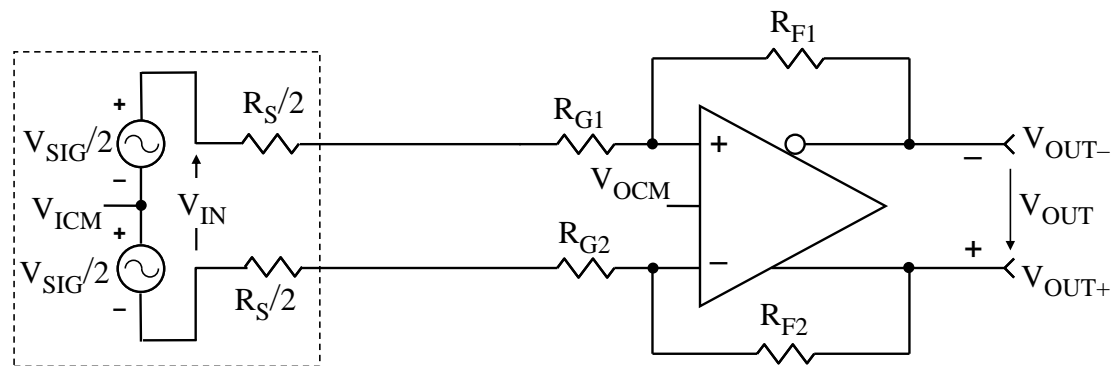 R_F1
+
R_S/2
R_G1
V_SIG/2
+
–
V_OUT–
–
V_OCM
V_ICM
V_IN
V_OUT
+
R_G2
–
+
V_SIG/2
–
R_S/2
V_OUT+
R_F2